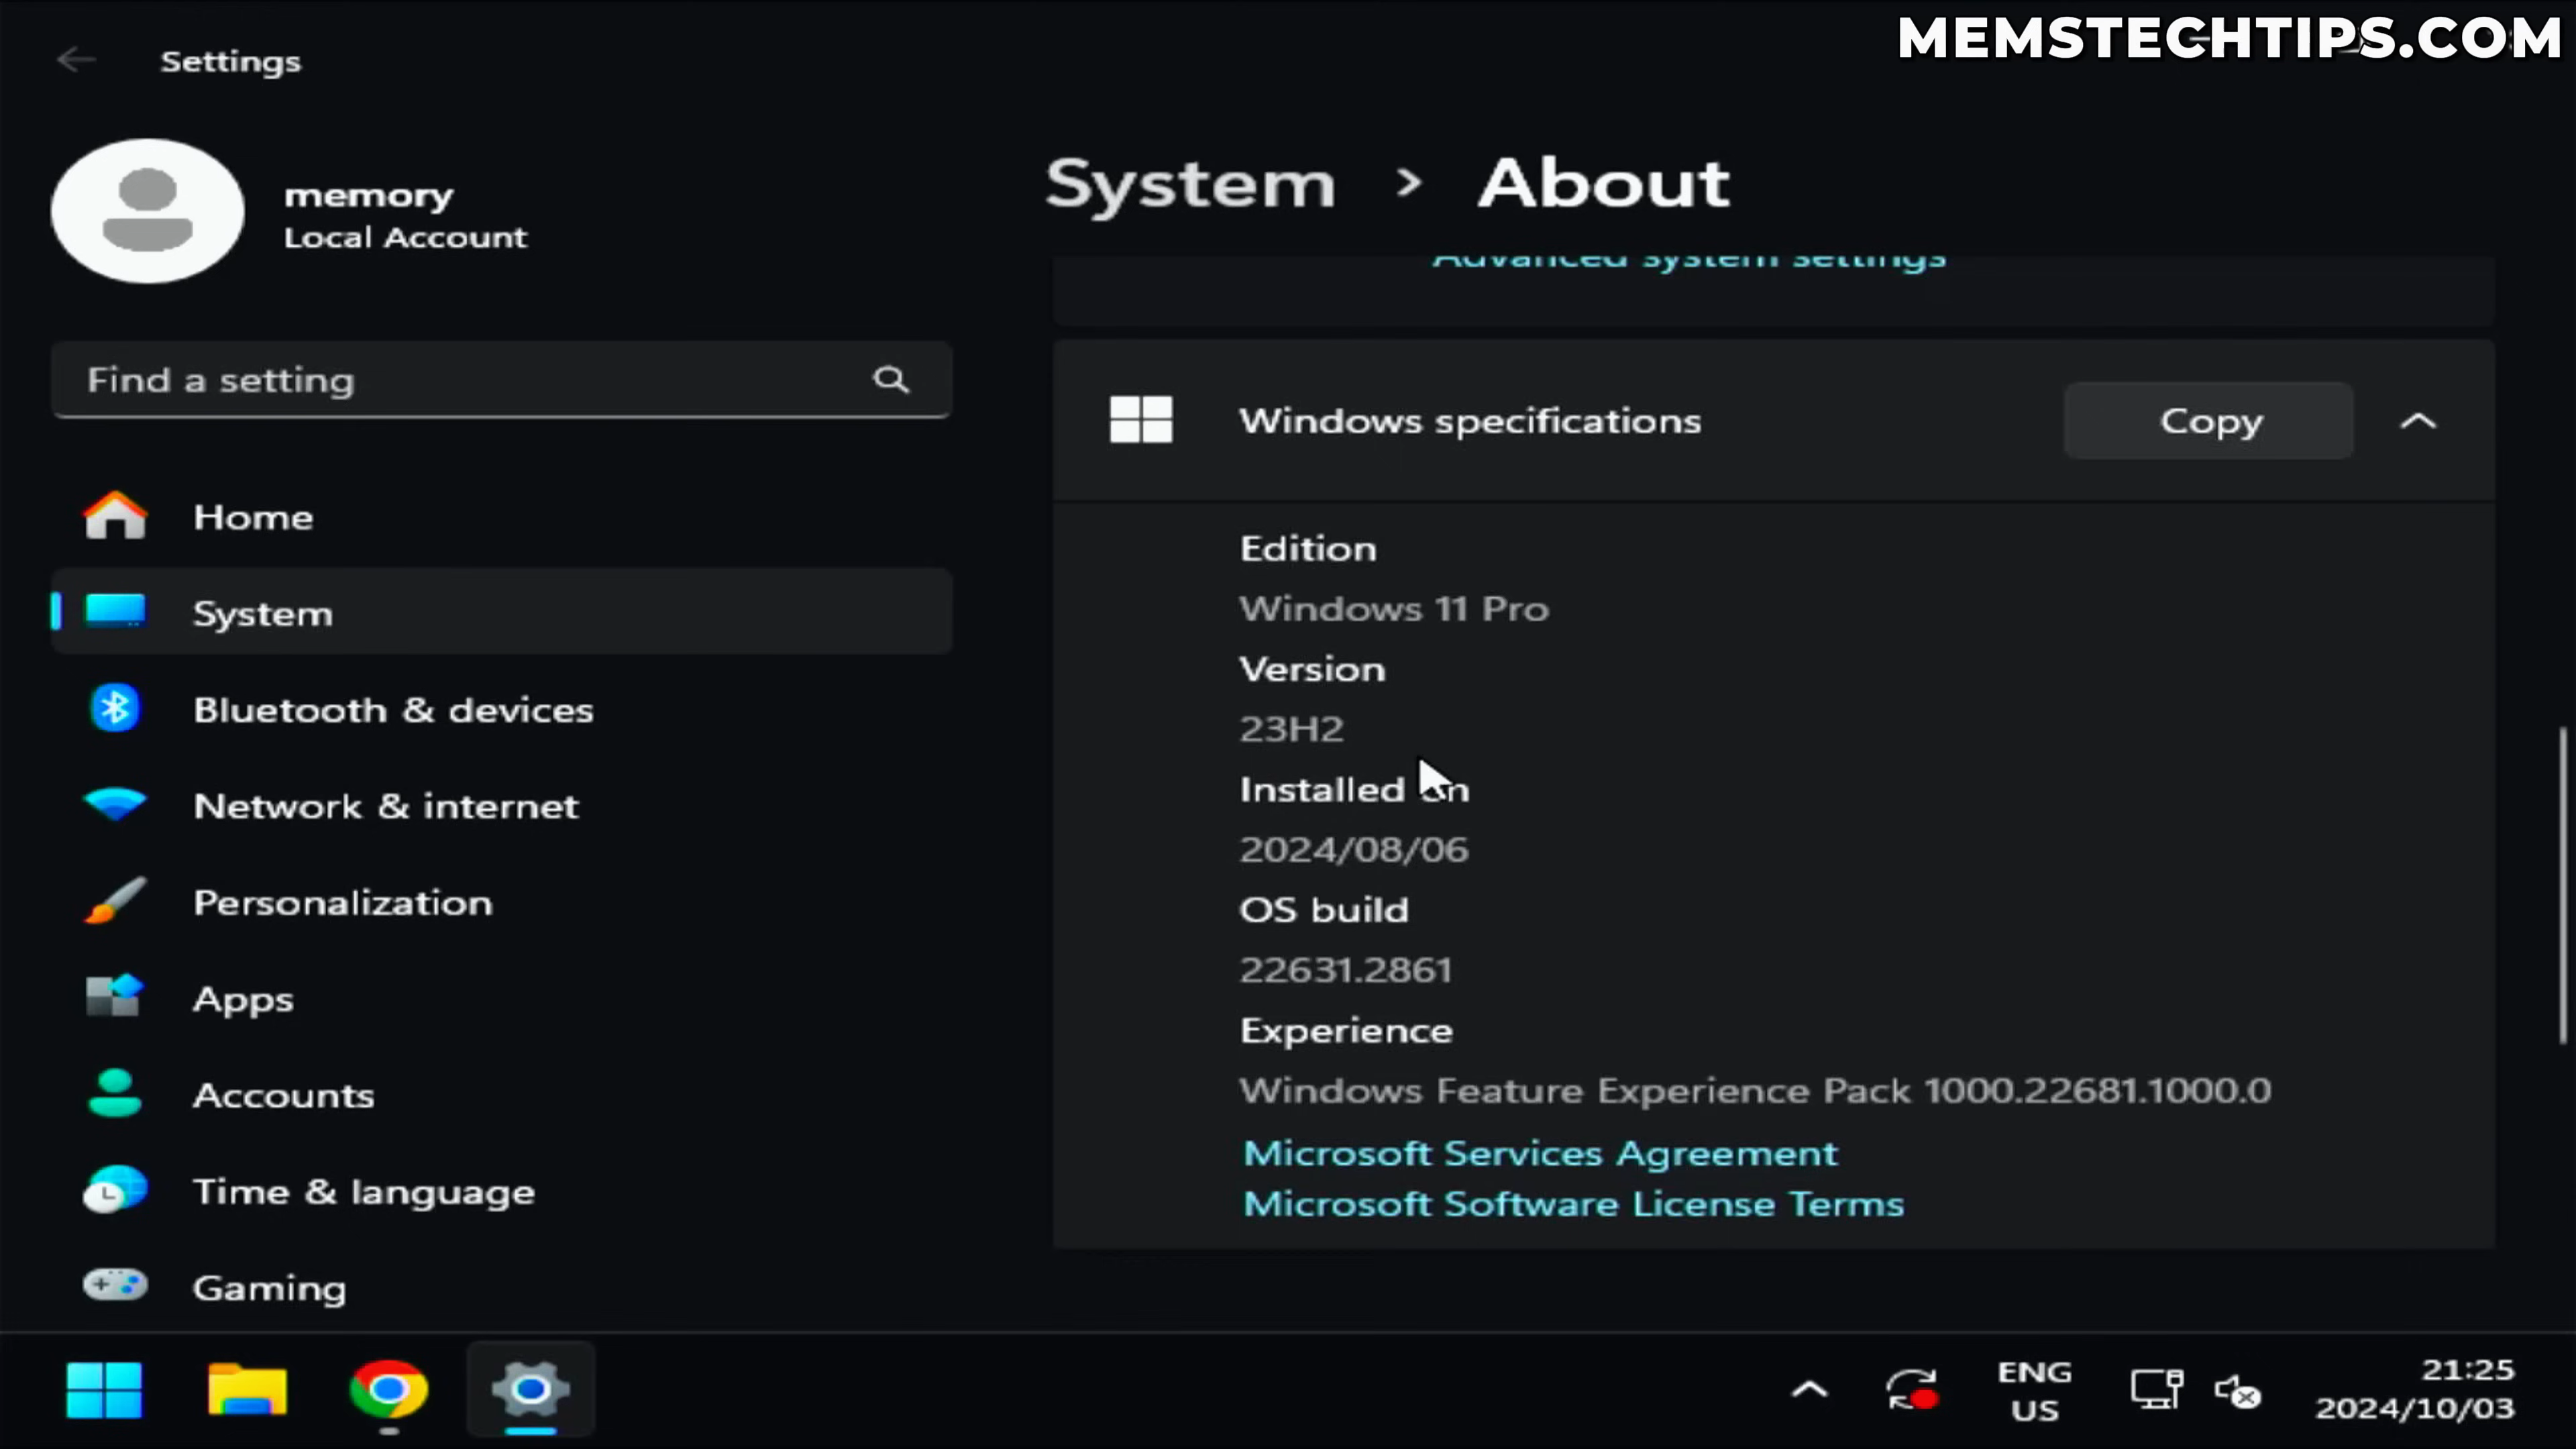 MEMSTECHTIPS.COM
Settings
memory
Local Account
Find a setting
Home
System
Bluetooth & devices
Network & internet
Personalization
Apps
Accounts
Time & language
Gaming
System > About
Advanced system settings
Windows specifications
Copy
Edition
Windows 11 Pro
Version
23H2
Installed on
2024/08/06
OS build
22631.2861
Experience
Windows Feature Experience Pack 1000.22681.1000.0
Microsoft Services Agreement
Microsoft Software License Terms
ENG
US
21:25
2024/10/03